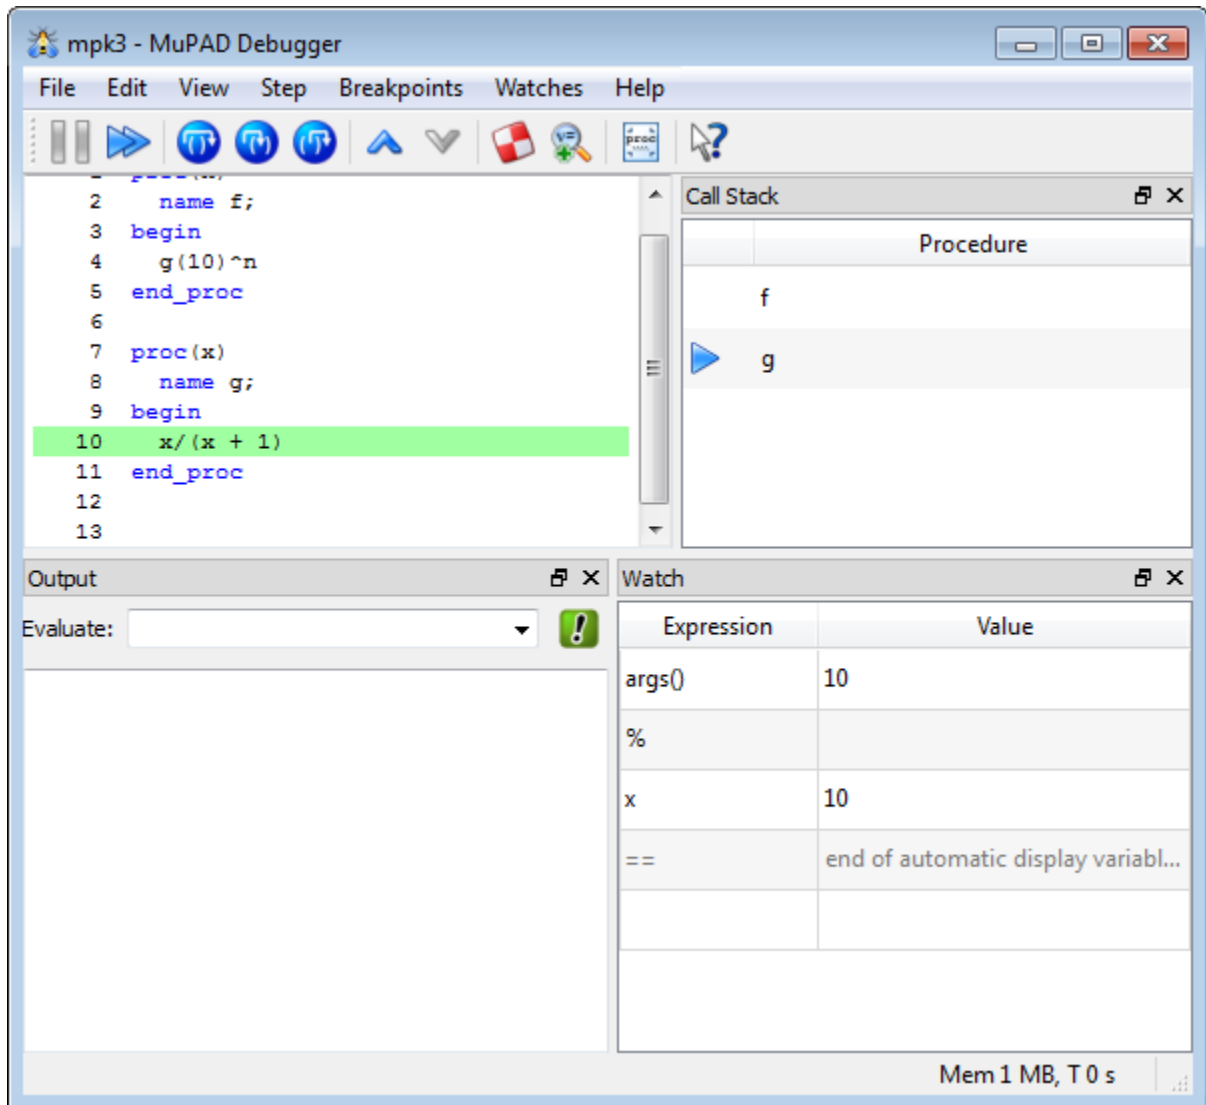 mpk3 - MuPAD Debugger
File Edit View Step Breakpoints Watches Help
proc
2 name f;
3 begin
4 g(10)^n
5 end_proc
6
7 proc(x)
8 name g;
9 begin
10 x/(x + 1)
11 end_proc
12
13
Call Stack
Procedure
f
g
Output
Evaluate:
Watch
Expression Value
args() 10
%
x 10
== end of automatic display variabl...
Mem 1 MB, T 0 s